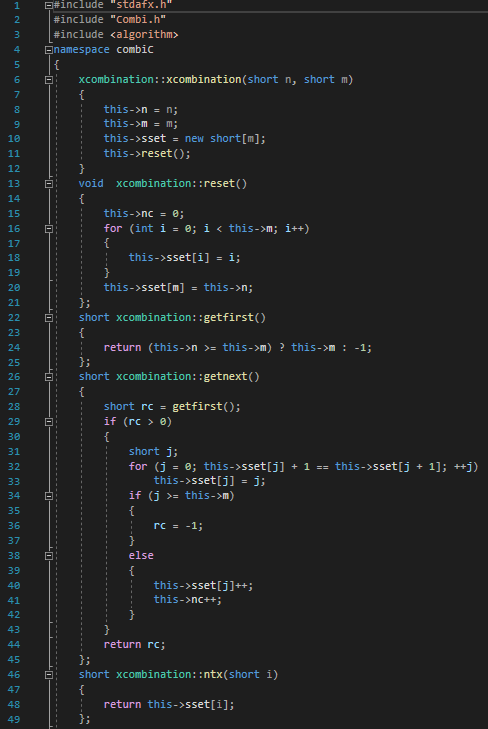 1 #include "stdafx.h"
2 #include "Combi.h"
3 #include <algorithm>
4 namespace combiC
5 {
6 xcombination::xcombination(short n, short m)
7 {
8 this->n = n;
9 this->m = m;
10 this->sset = new short[m];
11 this->reset();
12 }
13 void  xcombination::reset()
14 {
15 this->nc = 0;
16 for (int i = 0; i < this->m; i++)
17 {
18 this->sset[i] = i;
19 }
20 this->sset[m] = this->n;
21 };
22 short xcombination::getfirst()
23 {
24 return (this->n >= this->m) ? this->m : -1;
25 };
26 short xcombination::getnext()
27 {
28 short rc = getfirst();
29 if (rc > 0)
30 {
31 short j;
32 for (j = 0; this->sset[j] + 1 == this->sset[j + 1]; ++j)
33 this->sset[j] = j;
34 if (j >= this->m)
35 {
36 rc = -1;
37 }
38 else
39 {
40 this->sset[j]++;
41 this->nc++;
42 }
43 }
44 return rc;
45 };
46 short xcombination::ntx(short i)
47 {
48 return this->sset[i];
49 };